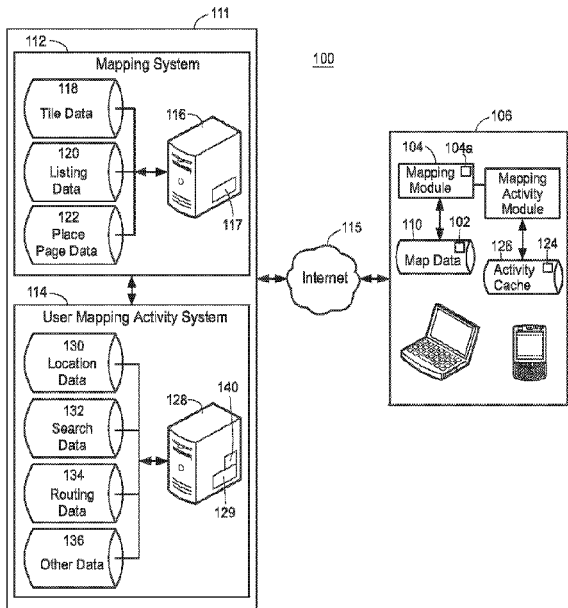 111
112
Mapping System
118
Tile Data
116
120
Listing Data
122
Place
Page Data
117
100
106
104
104a
Mapping
Module
Mapping
Activity
Module
115
Internet
110
102
Map Data
126
124
Activity
Cache
114
User Mapping Activity System
130
Location
Data
128
140
132
Search
Data
134
Routing
Data
129
136
Other Data